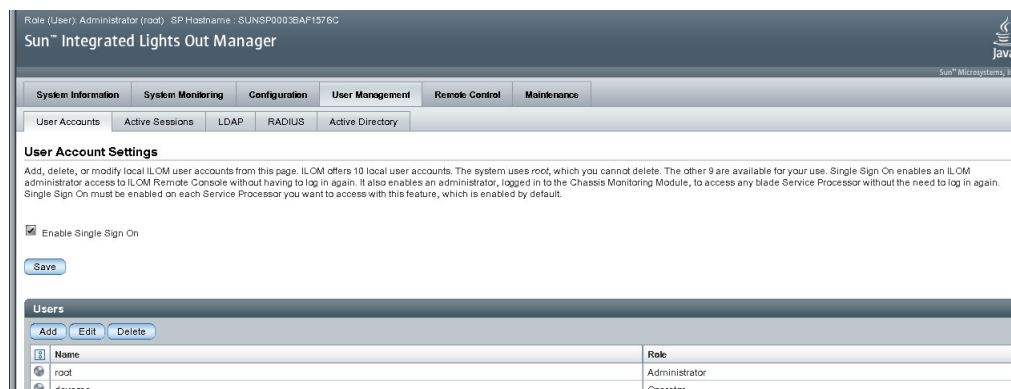 Role (User): Administrator (root) SP Hostname : SUNSP0003BAF1576C
Sun™ Integrated Lights Out Manager
Java
Sun™ Microsystems,
System Information System Monitoring Configuration User Management Remote Control Maintenance
User Accounts Active Sessions LDAP RADIUS Active Directory
User Account Settings
Add, delete, or modify local ILOM user accounts from this page. ILOM offers 10 local user accounts. The system uses root, which you cannot delete. The other 9 are available for your use. Single Sign On enables an ILOM
administrator access to ILOM Remote Console without having to log in again. It also enables an administrator, logged in to the Chassis Monitoring Module, to access any blade Service Processor without the need to log in again.
Single Sign On must be enabled on each Service Processor you want to access with this feature, which is enabled by default.
Enable Single Sign On
Save
Users
Add Edit Delete
Name Role
root Administrator